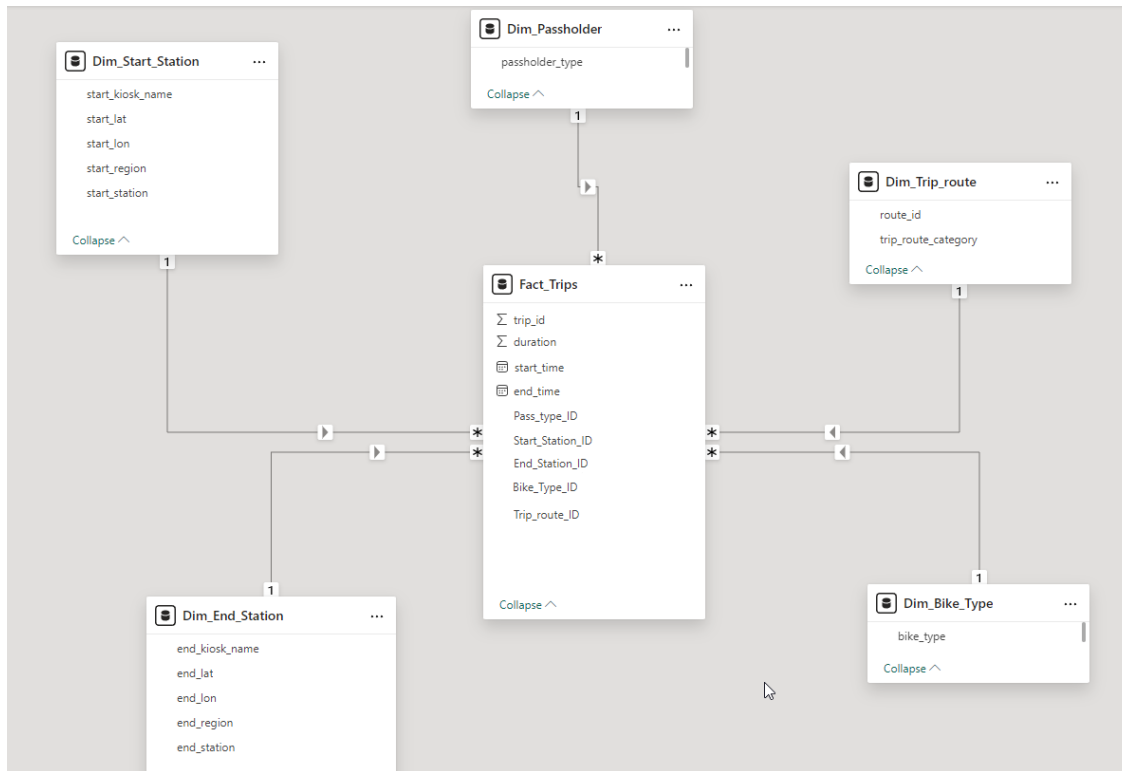 Dim_Passholder
passholder_type
Collapse
1
Dim_Start_Station
start_kiosk_name
start_lat
start_lon
start_region
start_station
Collapse
1
Dim_Trip_route
route_id
trip_route_category
Collapse
1
*
Fact_Trips
Σ trip_id
Σ duration
start_time
end_time
Pass_type_ID
Start_Station_ID
End_Station_ID
Bike_Type_ID
Trip_route_ID
Collapse
*
*
*
*
1
Dim_End_Station
end_kiosk_name
end_lat
end_lon
end_region
end_station
1
Dim_Bike_Type
bike_type
Collapse